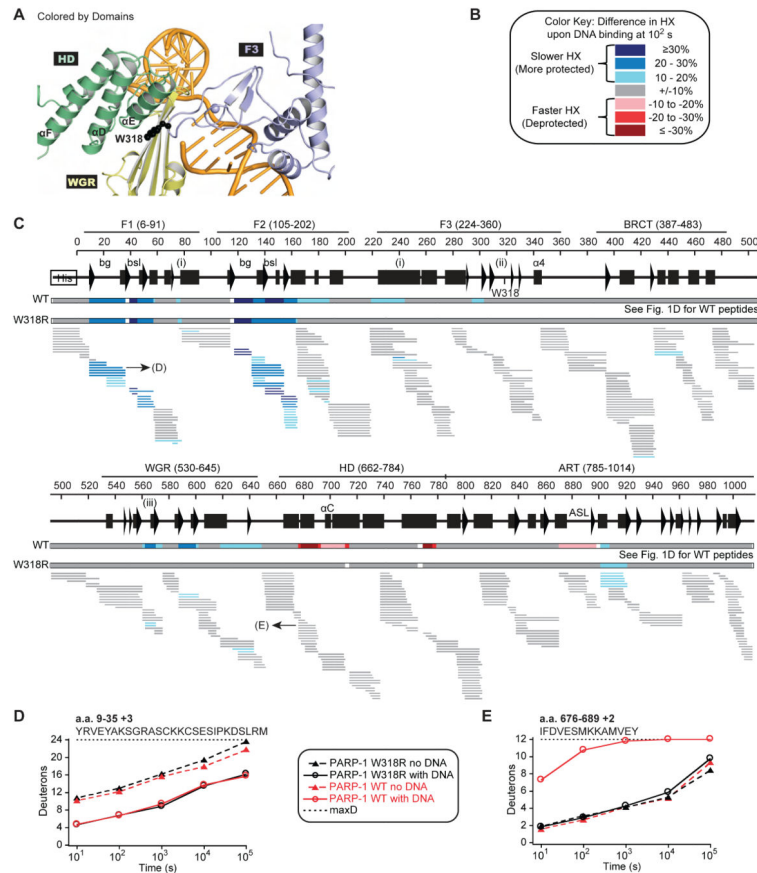 A Colored by Domains
HD
F3
αE
αD
αF
W318
WGR
B
Color Key: Difference in HX
upon DNA binding at 10² s
Slower HX
(More protected)
≥30%
20 - 30%
10 - 20%
+/-10%
Faster HX
(Deprotected)
-10 to -20%
-20 to -30%
≤ -30%
C
F1 (6-91) F2 (105-202) F3 (224-360) BRCT (387-483)
0 20 40 60 80 100 120 140 160 180 200 220 240 260 280 300 320 340 360 380 400 420 440 460 480 500
bg bsl (i) bg bsl (i) (ii) α4
His
W318
WT
See Fig. 1D for WT peptides
W318R
(D)
WGR (530-645) HD (662-784) ART (785-1014)
500 520 540 560 580 600 620 640 660 680 700 720 740 760 780 800 820 840 860 880 900 920 940 960 980 1000
(iii) αC ASL
WT
See Fig. 1D for WT peptides
W318R
(E)
D
a.a. 9-35 +3
YRVEYAKSGRASCKKCSESIPKDSLRM
24
20
16
12
8
4
0
Deuterons
10¹ 10² 10³ 10⁴ 10⁵
Time (s)
PARP-1 W318R no DNA
PARP-1 W318R with DNA
PARP-1 WT no DNA
PARP-1 WT with DNA
maxD
E
a.a. 676-689 +2
IFDVESMKKAMVEY
12
10
8
6
4
2
0
Deuterons
10¹ 10² 10³ 10⁴ 10⁵
Time (s)